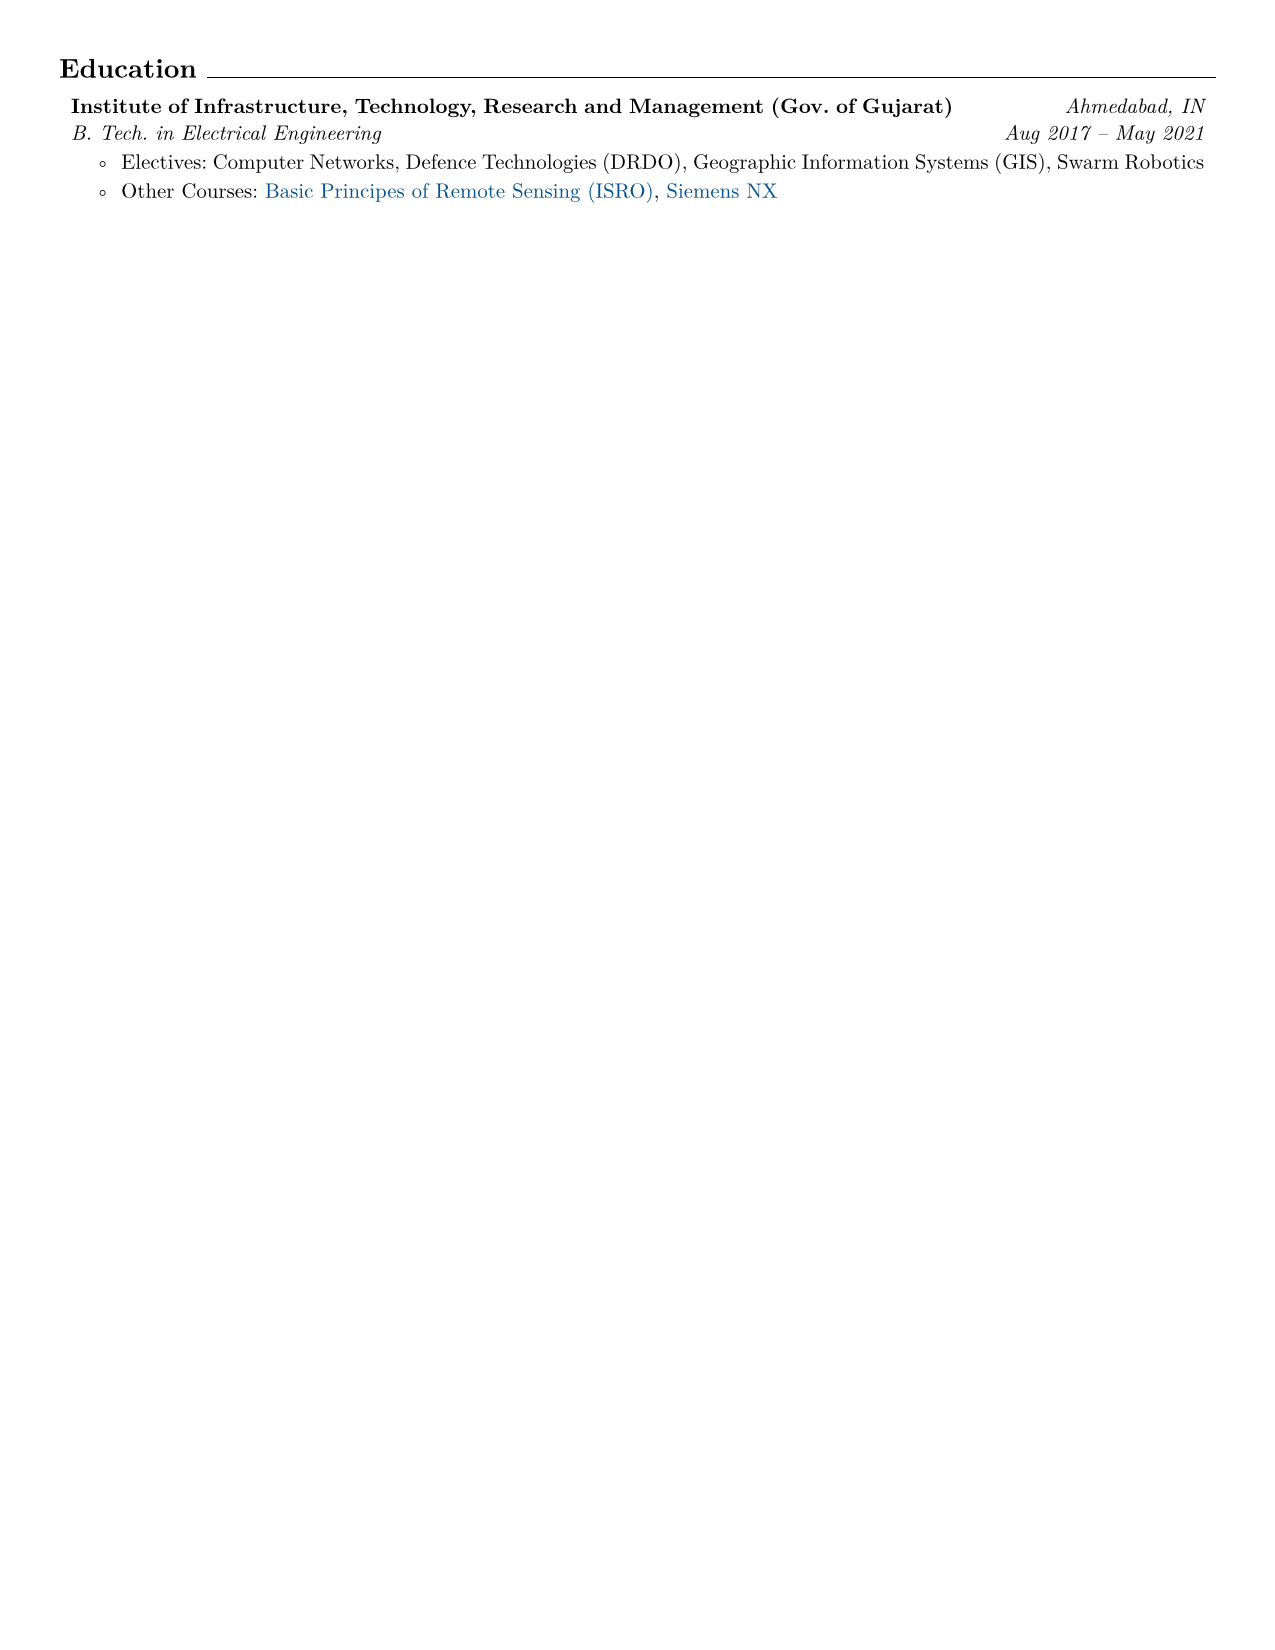 Education
Institute of Infrastructure, Technology, Research and Management (Gov. of Gujarat) Ahmedabad, IN
B. Tech. in Electrical Engineering Aug 2017 – May 2021
◦ Electives: Computer Networks, Defence Technologies (DRDO), Geographic Information Systems (GIS), Swarm Robotics
◦ Other Courses: Basic Principes of Remote Sensing (ISRO), Siemens NX